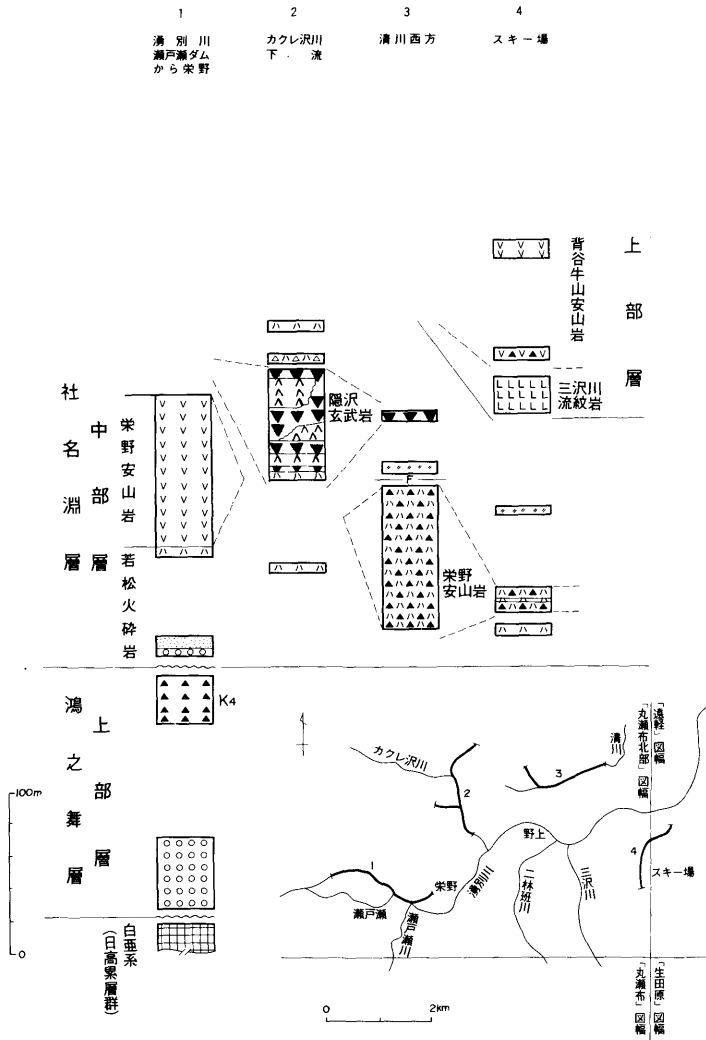 1
湧別川
瀬戸瀬ダム
から栄野
2
カクレ沢川
下流
3
清川西方
4
スキー場
上部層
背谷牛山安山岩
三沢川
流紋岩
隠沢
玄武岩
F
栄野
安山岩
社名淵層
中部層
栄野安山岩
若松火砕岩
K4
鴻之舞層
上部層
白亜系
(日高累層群)
100m
0
カクレ沢川
清川
「遠軽」図幅
「丸瀬布北部」図幅
3
2
野上
1
栄野
湧別川
4
スキー場
三沢川
二林班川
瀬戸瀬
瀬戸瀬川
「生田原」図幅
「丸瀬布」図幅
0
2km